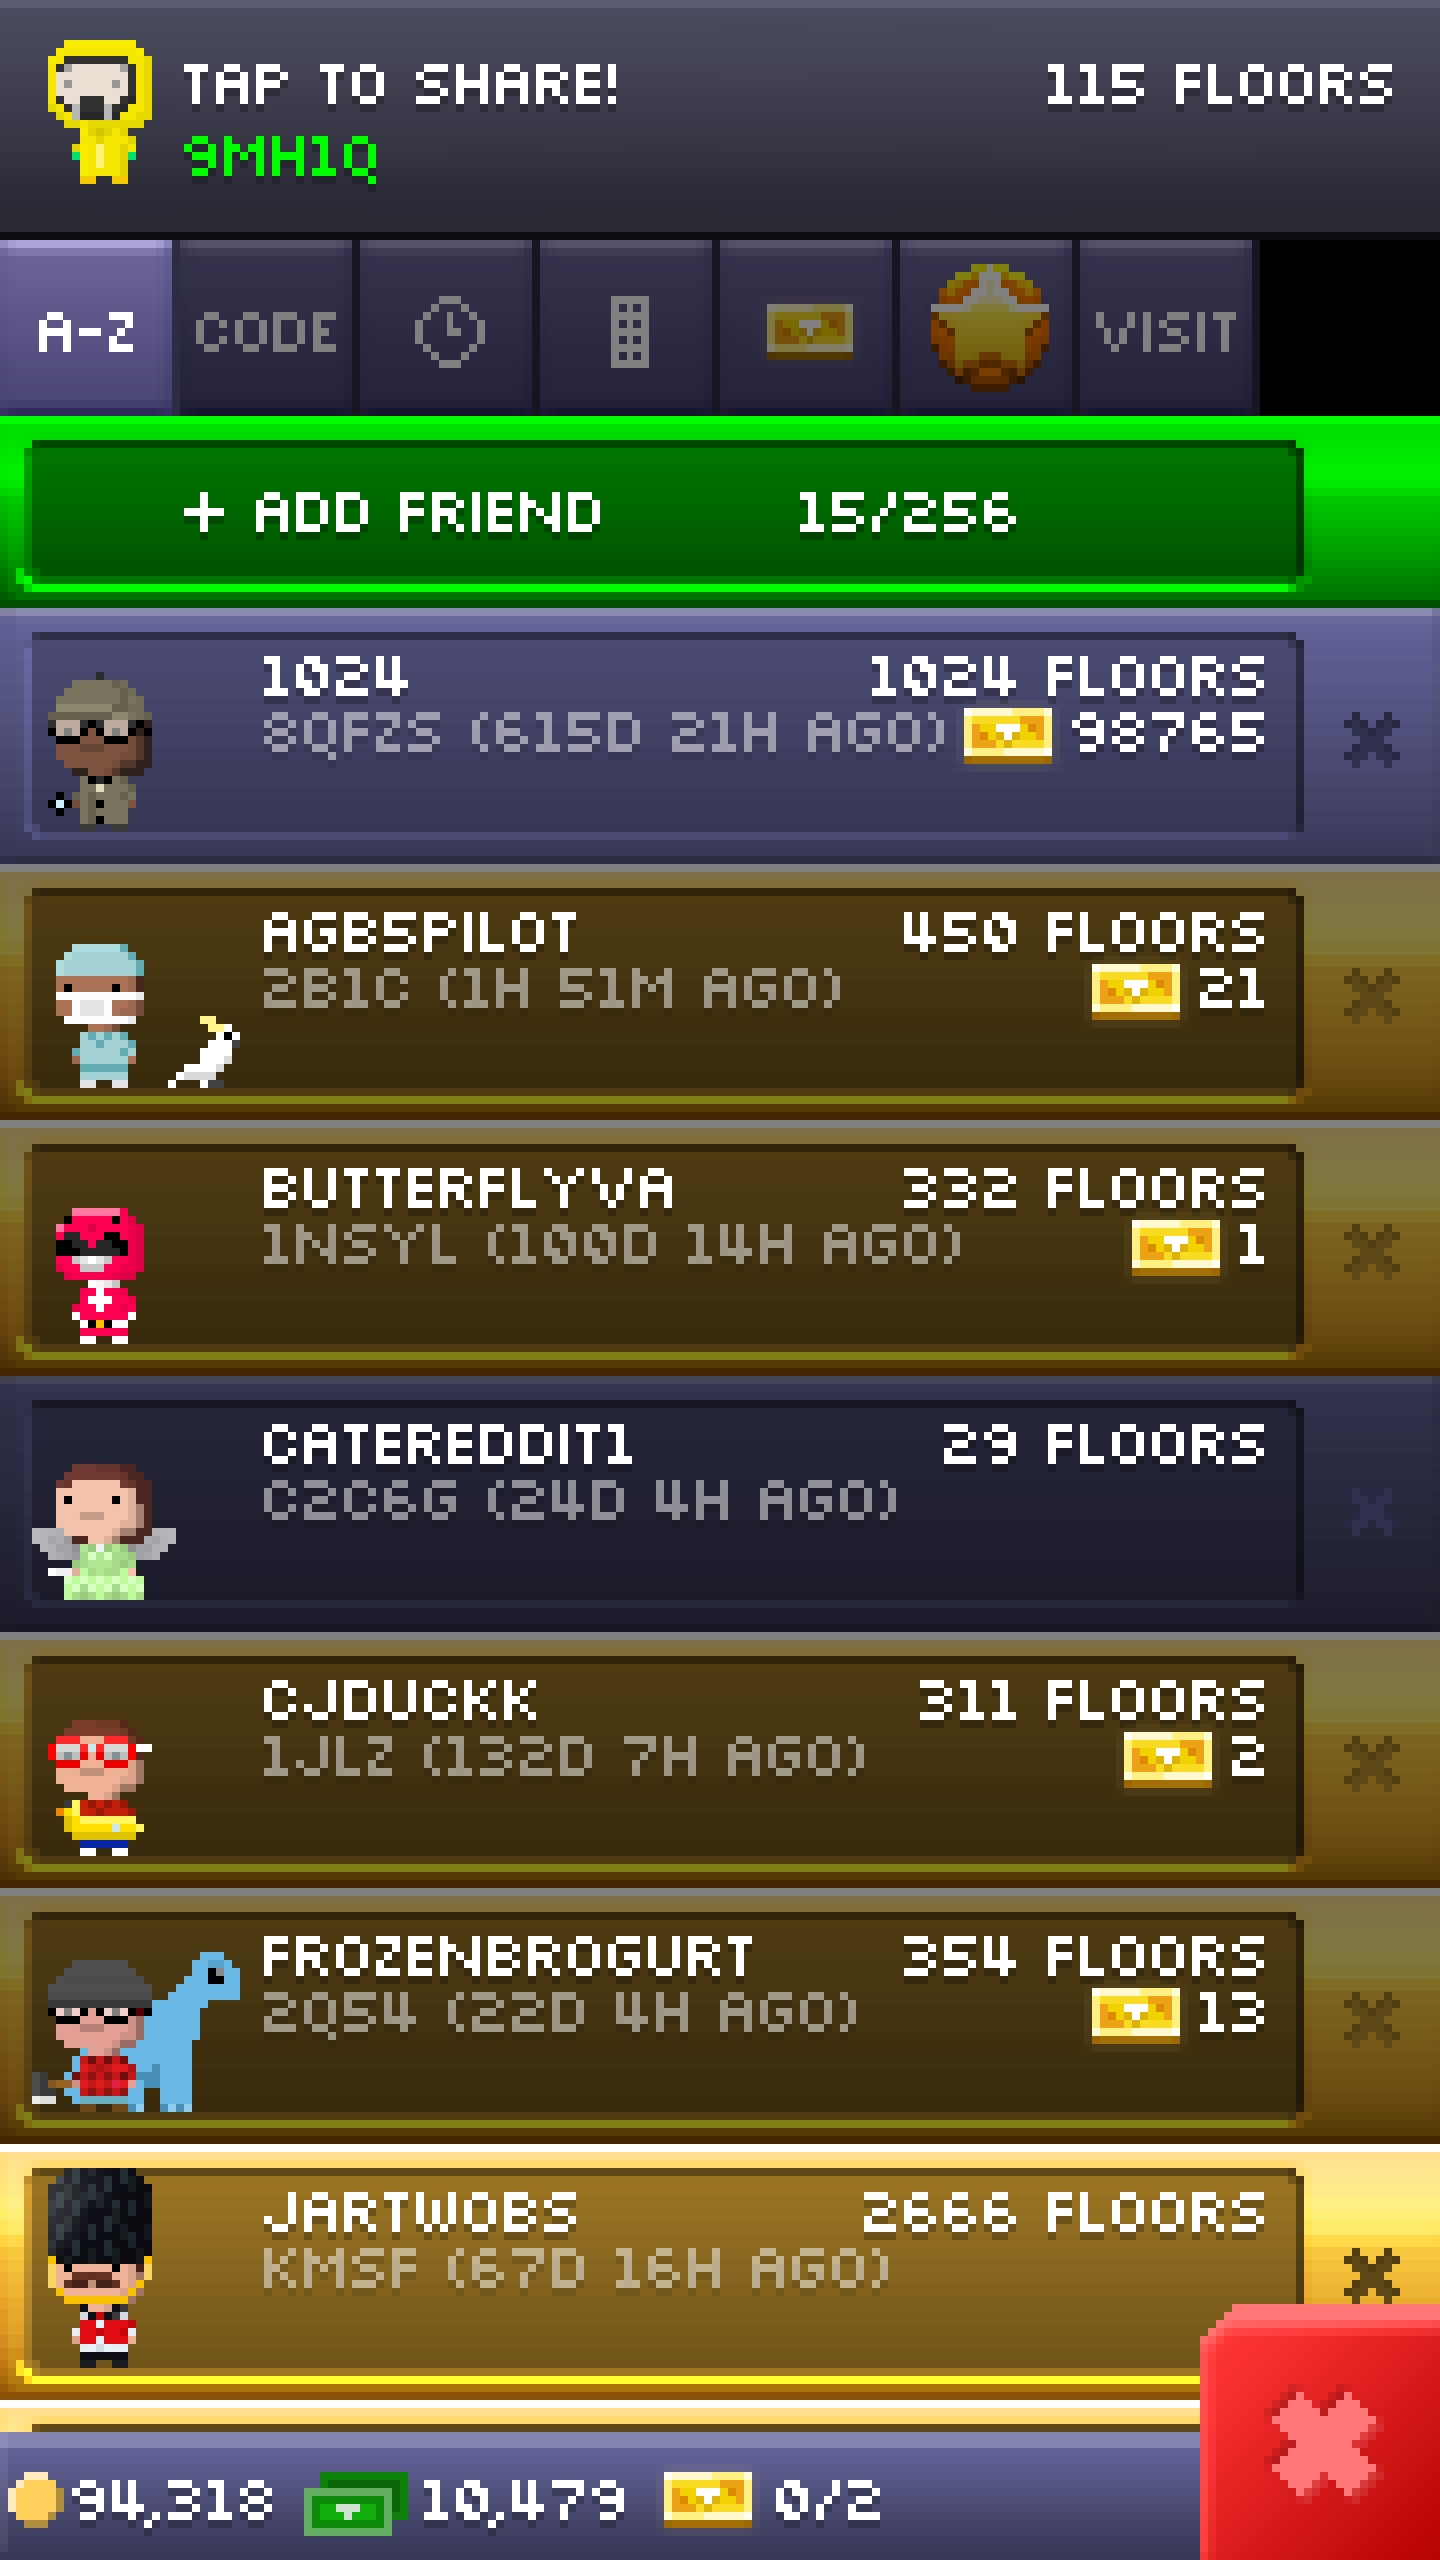 TAP TO SHARE! 115 FLOORS
9MH1Q
A-Z CODE VISIT
+ ADD FRIEND 15/256
1024 1024 FLOORS
8QFZS (615D 21H AGO) 98765
AGB5PILOT 450 FLOORS
2B1C (1H 51M AGO) 21
BUTTERFLYVA 332 FLOORS
1NSYL (100D 14H AGO) 1
CATEREDDIT1 29 FLOORS
C2C6G (24D 4H AGO)
CJDUCKK 311 FLOORS
1JLZ (132D 7H AGO) 2
FROZENBROGURT 354 FLOORS
2Q54 (22D 4H AGO) 13
JARTWOBS 2666 FLOORS
KMSF (67D 16H AGO)
94,318 10,479 0/2